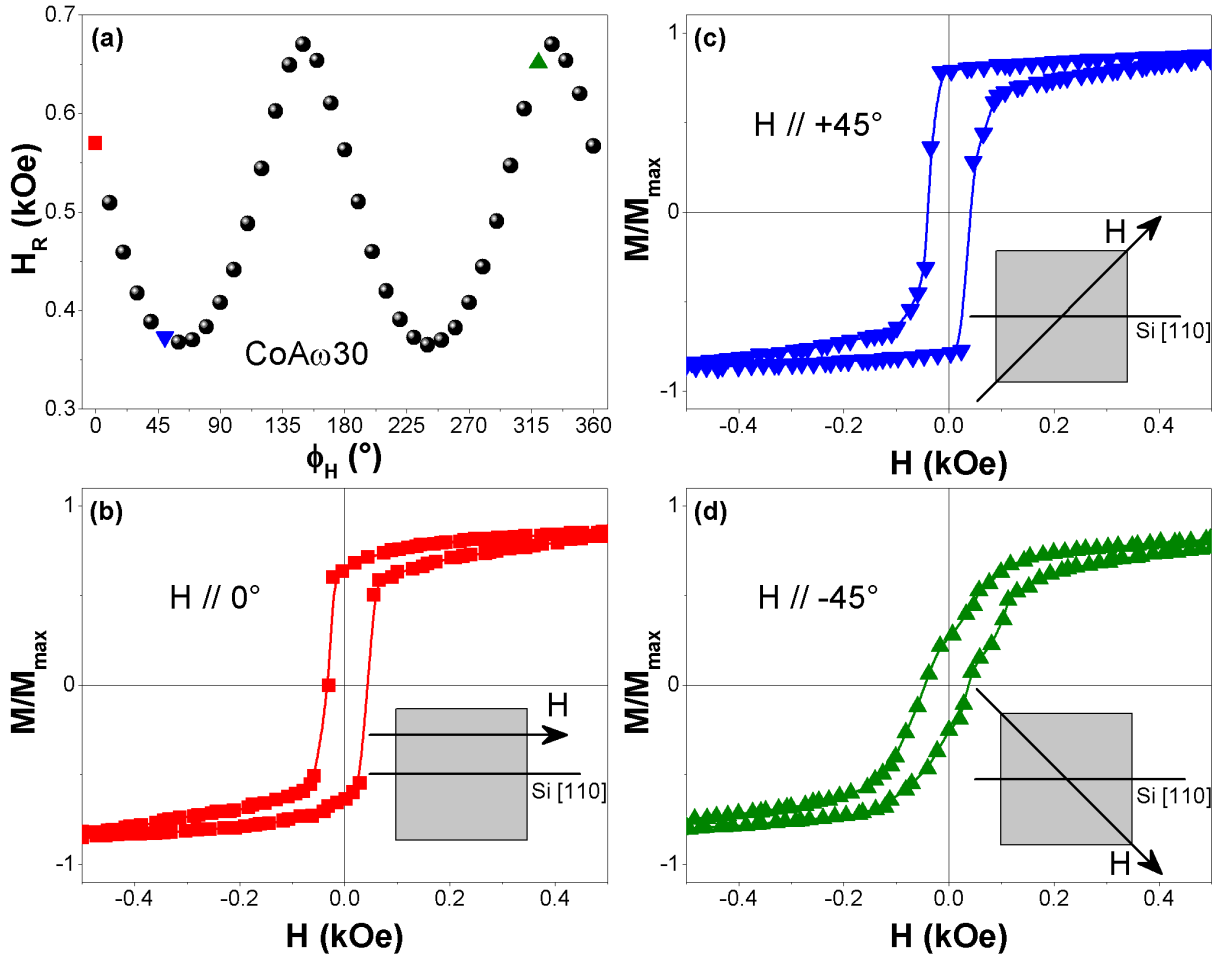 (a)
H_R (kOe)
0.7
0.6
0.5
0.4
0.3
CoAω30
0 45 90 135 180 225 270 315 360
ϕ_H (°)
(c)
M/M_max
1
0
-1
H // +45°
H
Si [110]
-0.4 -0.2 0.0 0.2 0.4
H (kOe)
(b)
M/M_max
1
0
-1
H // 0°
H
Si [110]
-0.4 -0.2 0.0 0.2 0.4
H (kOe)
(d)
M/M_max
1
0
-1
H // -45°
Si [110]
H
-0.4 -0.2 0.0 0.2 0.4
H (kOe)